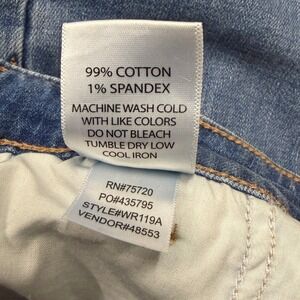 99% COTTON
1% SPANDEX
MACHINE WASH COLD
WITH LIKE COLORS
DO NOT BLEACH
TUMBLE DRY LOW
COOL IRON
RN#75720
PO#435795
STYLE#WR119A
VENDOR#48553